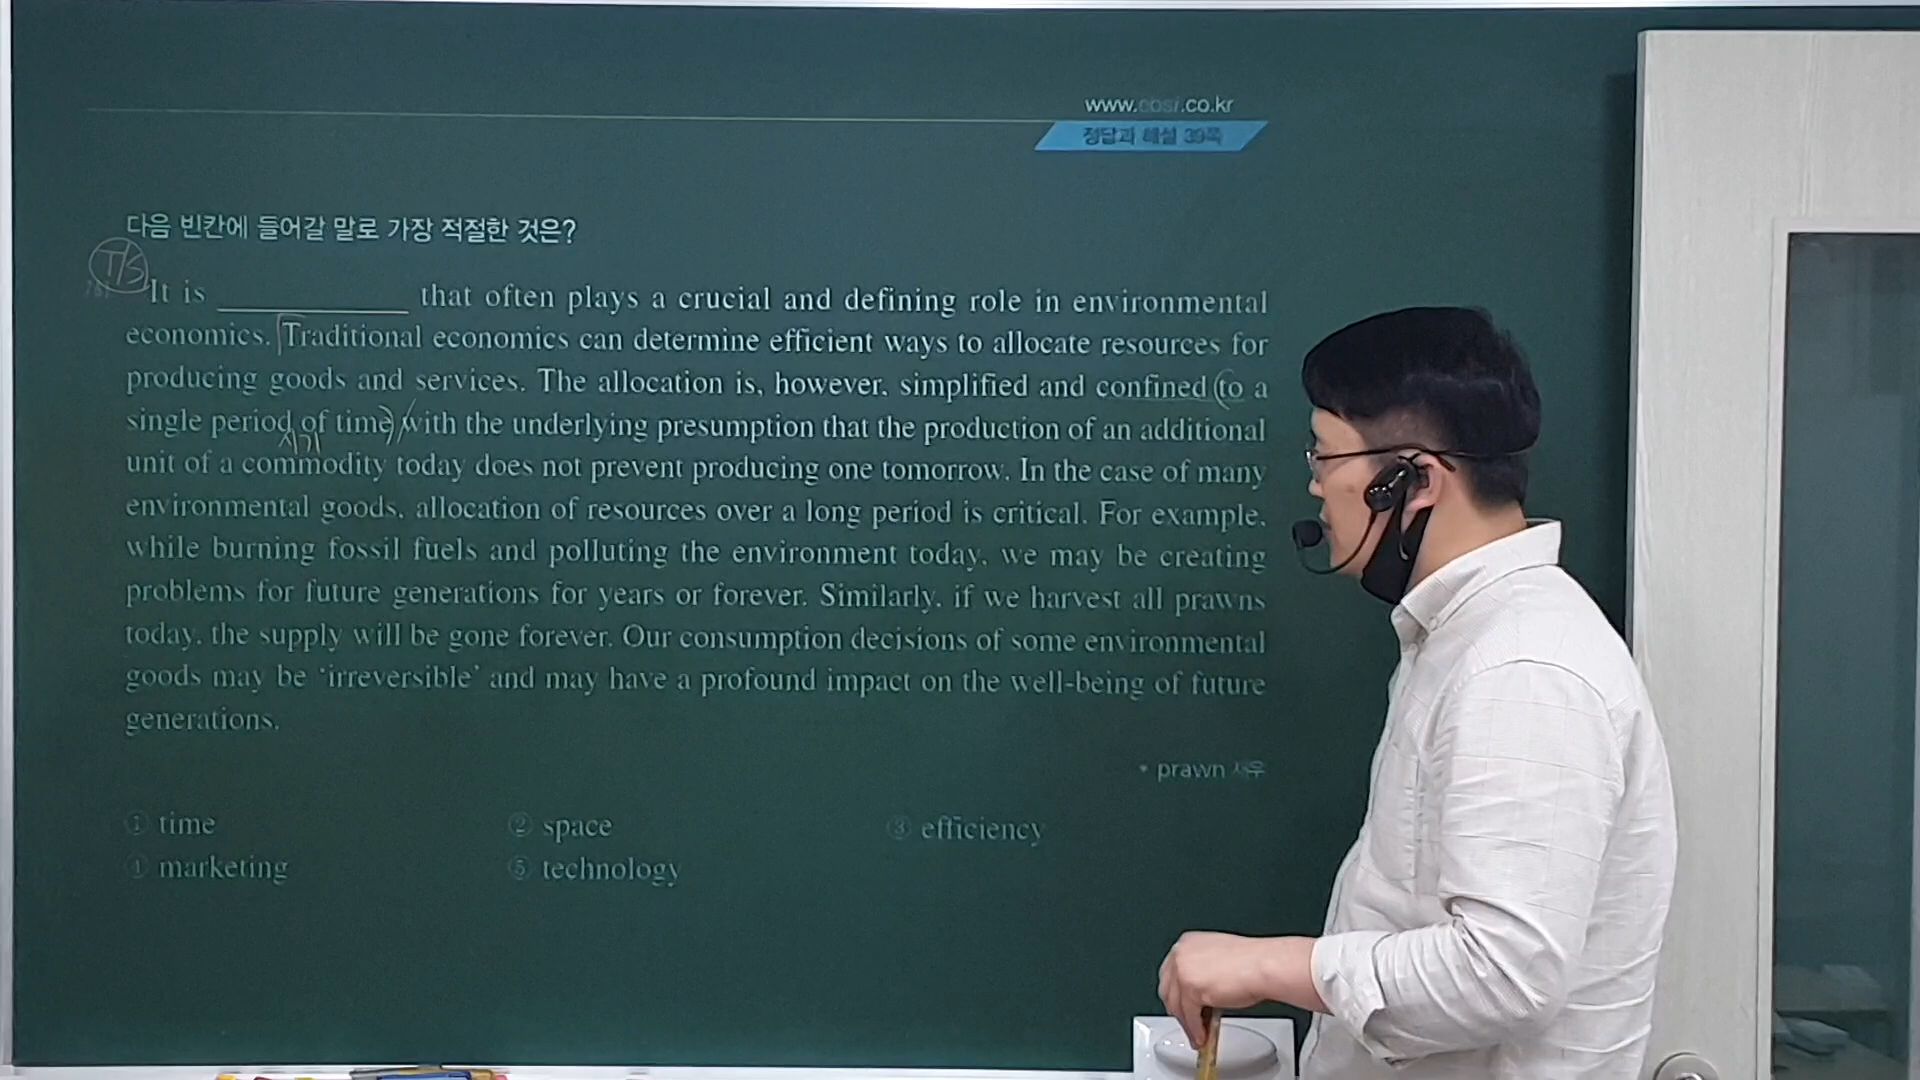 www.ebsi.co.kr
정답과 해설 39쪽
다음 빈칸에 들어갈 말로 가장 적절한 것은?
T/S
It is ____________ that often plays a crucial and defining role in environmental
economics. Traditional economics can determine efficient ways to allocate resources for
producing goods and services. The allocation is, however, simplified and confined (to a
single period of time) with the underlying presumption that the production of an additional
시기
unit of a commodity today does not prevent producing one tomorrow. In the case of many
environmental goods, allocation of resources over a long period is critical. For example,
while burning fossil fuels and polluting the environment today, we may be creating
problems for future generations for years or forever. Similarly, if we harvest all prawns
today, the supply will be gone forever. Our consumption decisions of some environmental
goods may be ‘irreversible’ and may have a profound impact on the well-being of future
generations.
* prawn 새우
① time ② space ③ efficiency
④ marketing ⑤ technology